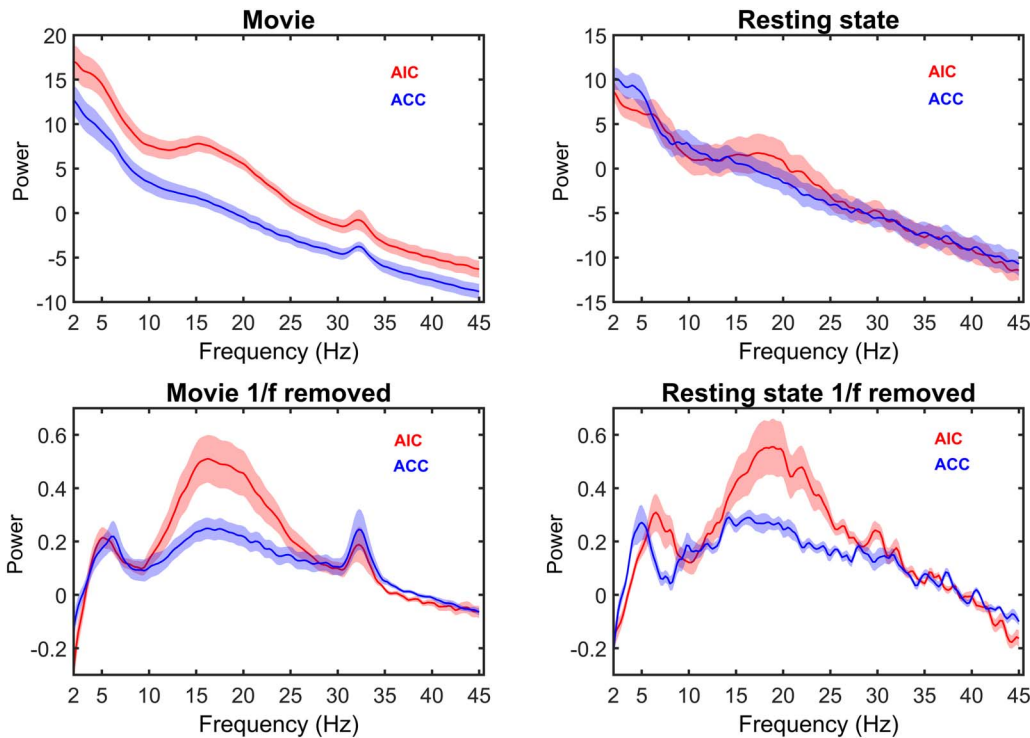 Movie
20
15
10
5
0
-5
-10
Power
AIC
ACC
2 5 10 15 20 25 30 35 40 45
Frequency (Hz)
Resting state
15
10
5
0
-5
-10
-15
Power
AIC
ACC
2 5 10 15 20 25 30 35 40 45
Frequency (Hz)
Movie 1/f removed
0.6
0.4
0.2
0
-0.2
Power
AIC
ACC
2 5 10 15 20 25 30 35 40 45
Frequency (Hz)
Resting state 1/f removed
0.6
0.4
0.2
0
-0.2
Power
AIC
ACC
2 5 10 15 20 25 30 35 40 45
Frequency (Hz)